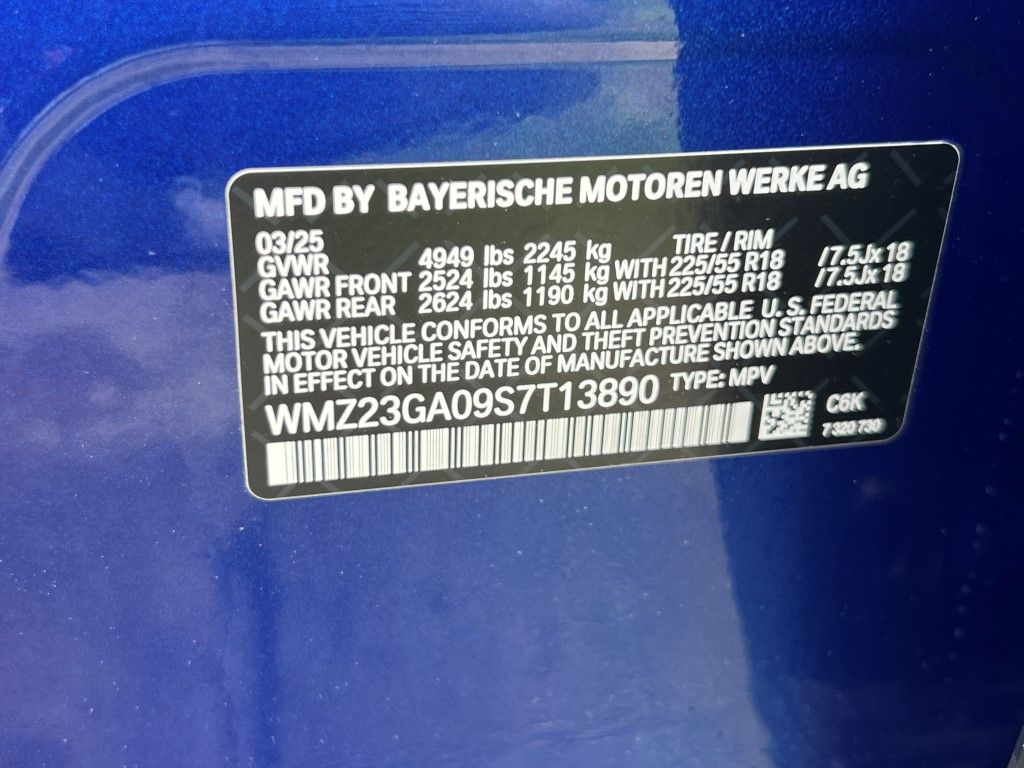 MFD BY BAYERISCHE MOTOREN WERKE AG
03/25 TIRE / RIM
GVWR 4949 lbs 2245 kg
GAWR FRONT 2524 lbs 1145 kg WITH 225/55 R18 /7.5Jx 18
GAWR REAR 2624 lbs 1190 kg WITH 225/55 R18 /7.5Jx 18
THIS VEHICLE CONFORMS TO ALL APPLICABLE U. S. FEDERAL
MOTOR VEHICLE SAFETY AND THEFT PREVENTION STANDARDS
IN EFFECT ON THE DATE OF MANUFACTURE SHOWN ABOVE.
WMZ23GA09S7T13890 TYPE: MPV
C6K
7 320 730